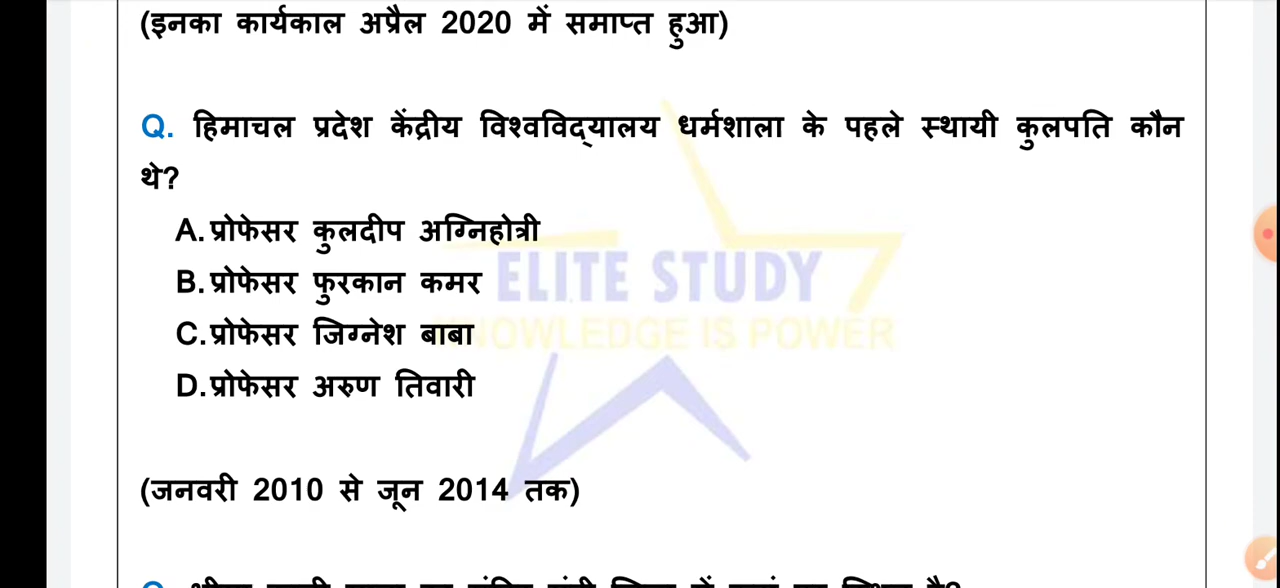 (इनका कार्यकाल अप्रैल 2020 में समाप्त हुआ)
Q. हिमाचल प्रदेश केंद्रीय विश्वविद्यालय धर्मशाला के पहले स्थायी कुलपति कौन
थे?
A. प्रोफेसर कुलदीप अग्निहोत्री
B. प्रोफेसर फुरकान कमर
ELITE STUDY
C. प्रोफेसर जिग्नेश बाबा
KNOWLEDGE IS POWER
D. प्रोफेसर अरुण तिवारी
(जनवरी 2010 से जून 2014 तक)